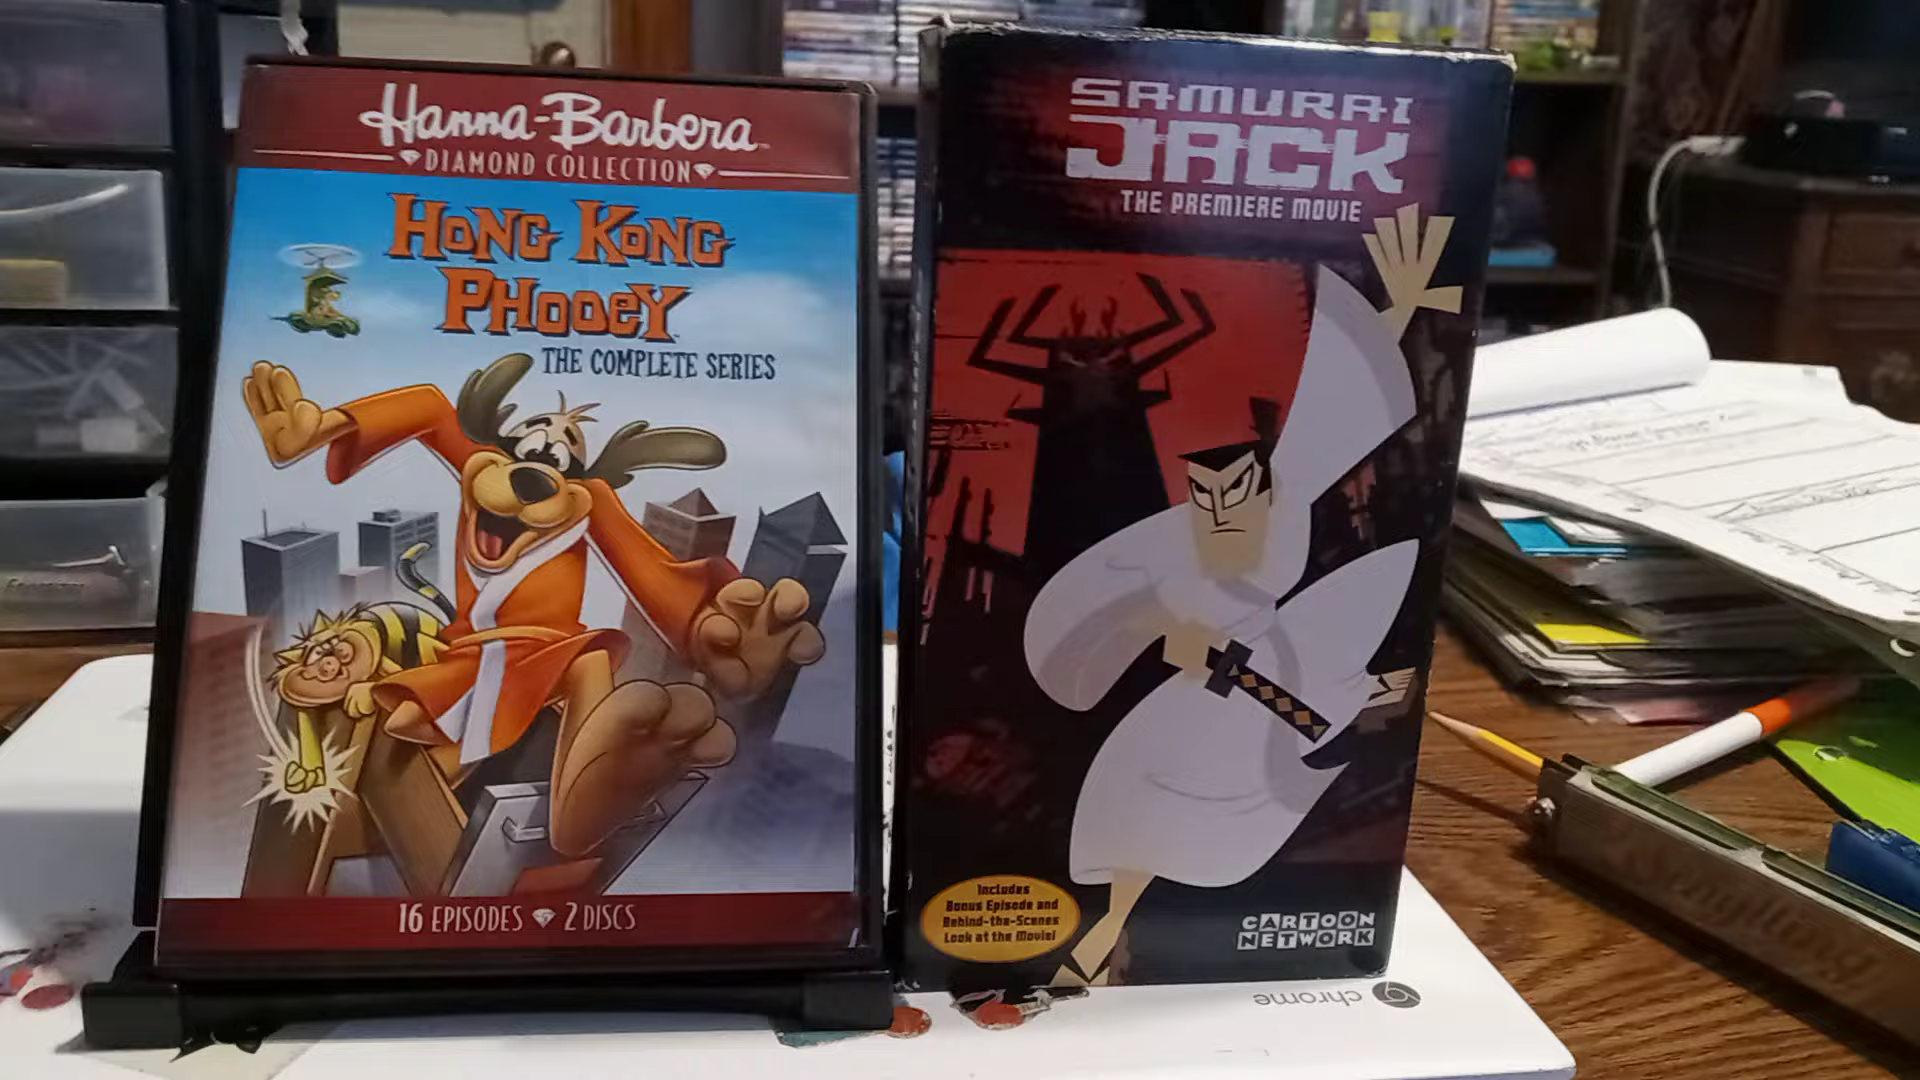 Hanna-Barbera
DIAMOND COLLECTION
HONG KONG
PHOOEY
THE COMPLETE SERIES
16 EPISODES 2 DISCS
SAMURAI
JACK
THE PREMIERE MOVIE
Includes
Bonus Episode and
Behind-the-Scenes
Look at the Movie!
CARTOON
NETWORK
chrome